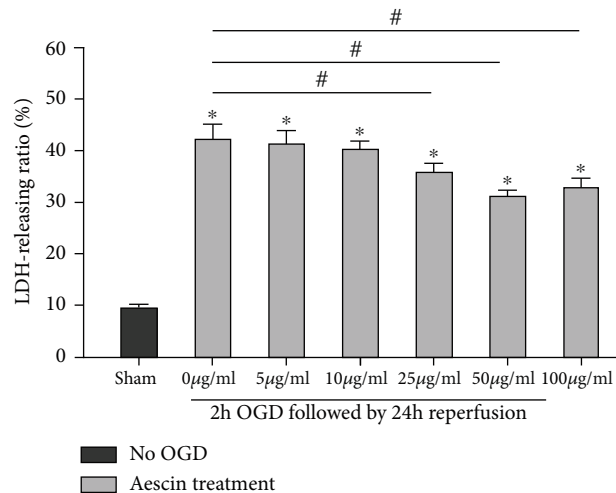 #
#
#
60
50
40
30
20
10
0
LDH-releasing ratio (%)
* * * * * *
Sham 0μg/ml 5μg/ml 10μg/ml 25μg/ml 50μg/ml 100μg/ml
2h OGD followed by 24h reperfusion
No OGD
Aescin treatment